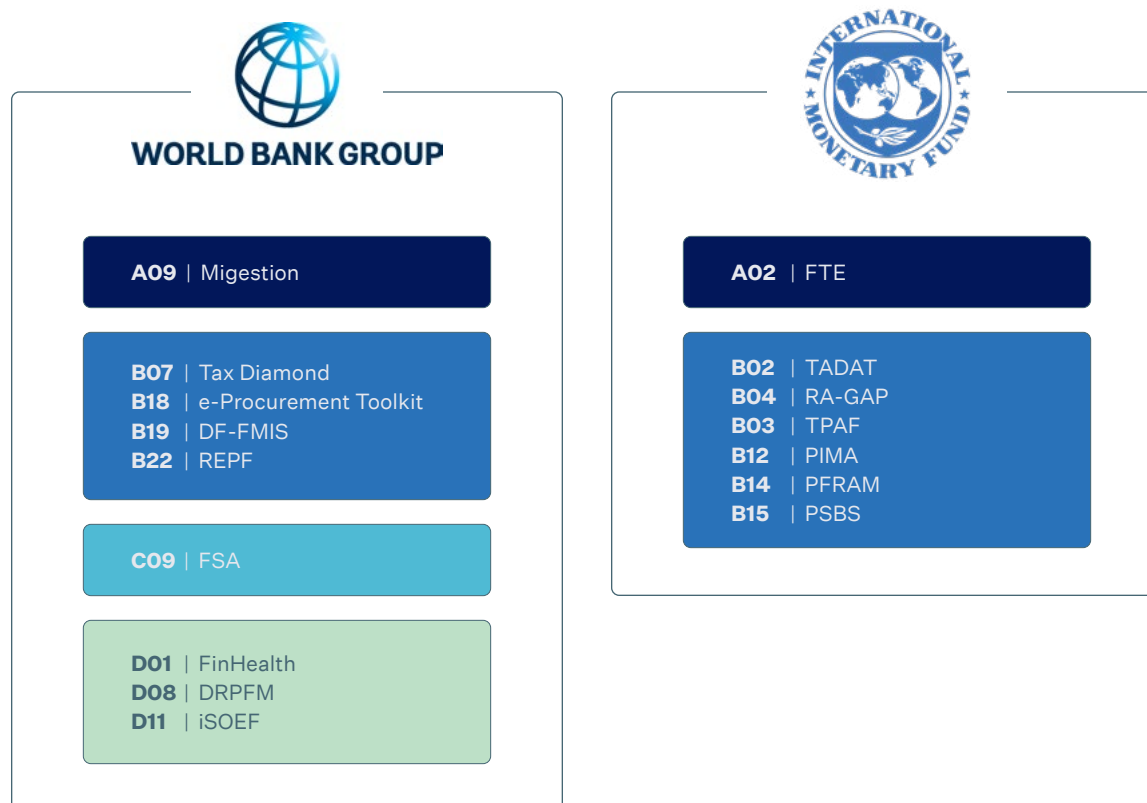 WORLD BANK GROUP
A09 | Migestion
B07 | Tax Diamond
B18 | e-Procurement Toolkit
B19 | DF-FMIS
B22 | REPF
C09 | FSA
D01 | FinHealth
D08 | DRPFM
D11 | iSOEF
INTERNATIONAL
MONETARY FUND
A02 | FTE
B02 | TADAT
B04 | RA-GAP
B03 | TPAF
B12 | PIMA
B14 | PFRAM
B15 | PSBS